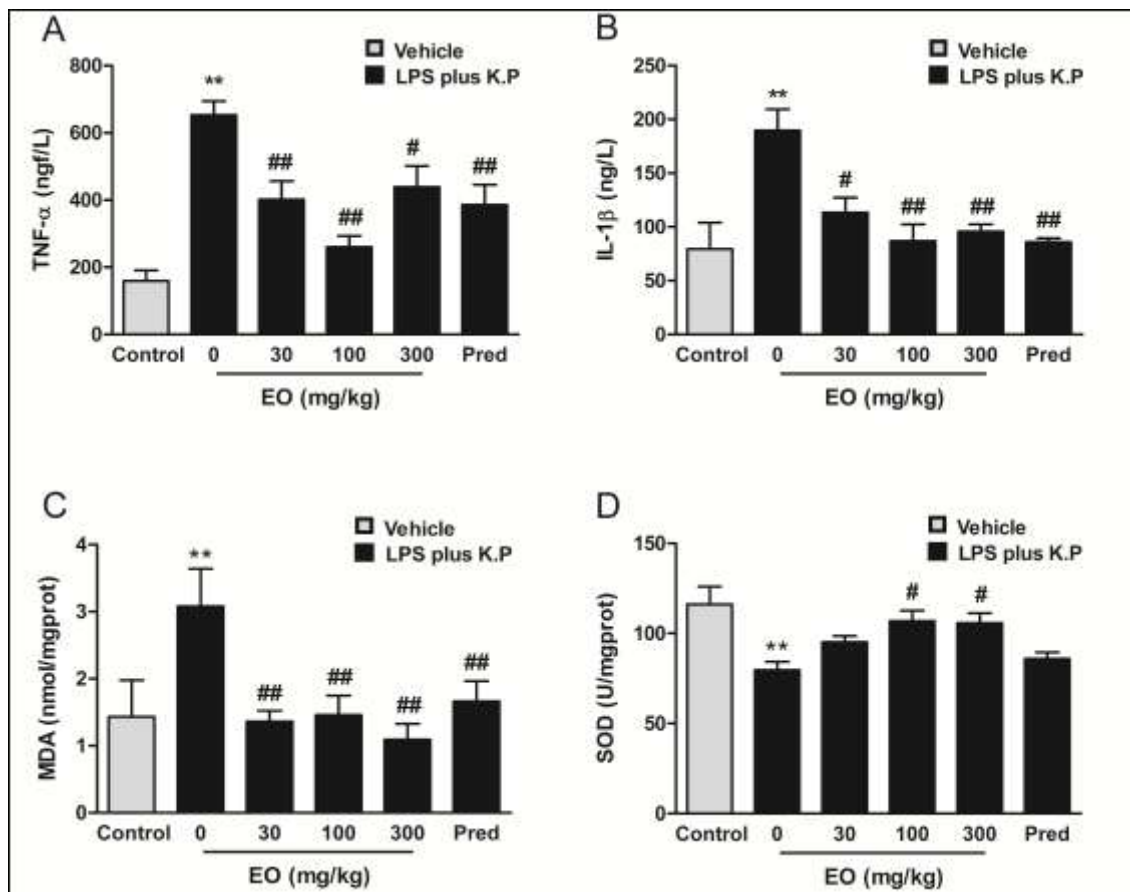 A
Vehicle
LPS plus K.P
TNF-α (ngf/L)
800
600
400
200
0
**
##
##
#
##
Control 0 30 100 300 Pred
EO (mg/kg)
B
Vehicle
LPS plus K.P
IL-1β (ng/L)
250
200
150
100
50
0
**
#
##
##
##
Control 0 30 100 300 Pred
EO (mg/kg)
C
Vehicle
LPS plus K.P
MDA (nmol/mgprot)
4
3
2
1
0
**
##
##
##
##
Control 0 30 100 300 Pred
EO (mg/kg)
D
Vehicle
LPS plus K.P
SOD (U/mgprot)
150
100
50
0
**
#
#
Control 0 30 100 300 Pred
EO (mg/kg)